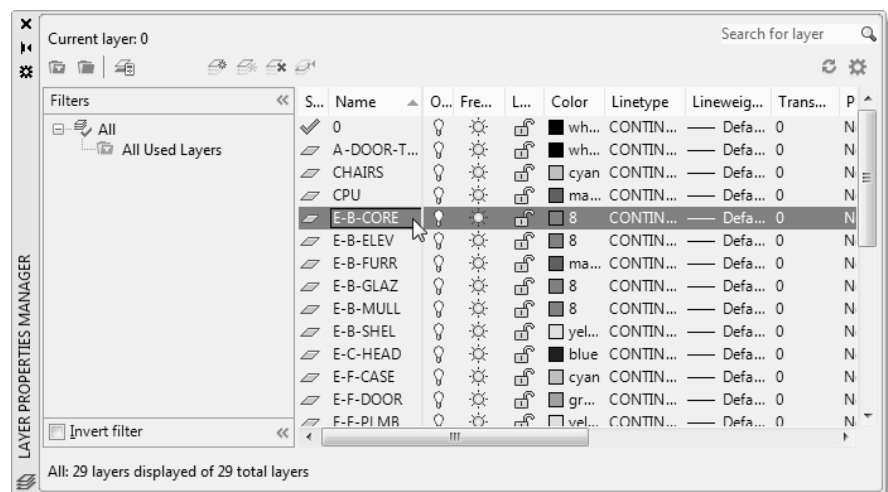 Current layer: 0
Search for layer
Filters
All
All Used Layers
S... Name O... Fre... L... Color Linetype Lineweig... Trans... P
0 wh... CONTIN... Defa... 0 N
A-DOOR-T... wh... CONTIN... Defa... 0 N
CHAIRS cyan CONTIN... Defa... 0 N
CPU ma... CONTIN... Defa... 0 N
E-B-CORE 8 CONTIN... Defa... 0 N
E-B-ELEV 8 CONTIN... Defa... 0 N
E-B-FURR ma... CONTIN... Defa... 0 N
E-B-GLAZ 8 CONTIN... Defa... 0 N
E-B-MULL 8 CONTIN... Defa... 0 N
E-B-SHEL yel... CONTIN... Defa... 0 N
E-C-HEAD blue CONTIN... Defa... 0 N
E-F-CASE cyan CONTIN... Defa... 0 N
E-F-DOOR gr... CONTIN... Defa... 0 N
E-F-PLMB yel... CONTIN... Defa... 0 N
Invert filter
All: 29 layers displayed of 29 total layers
LAYER PROPERTIES MANAGER